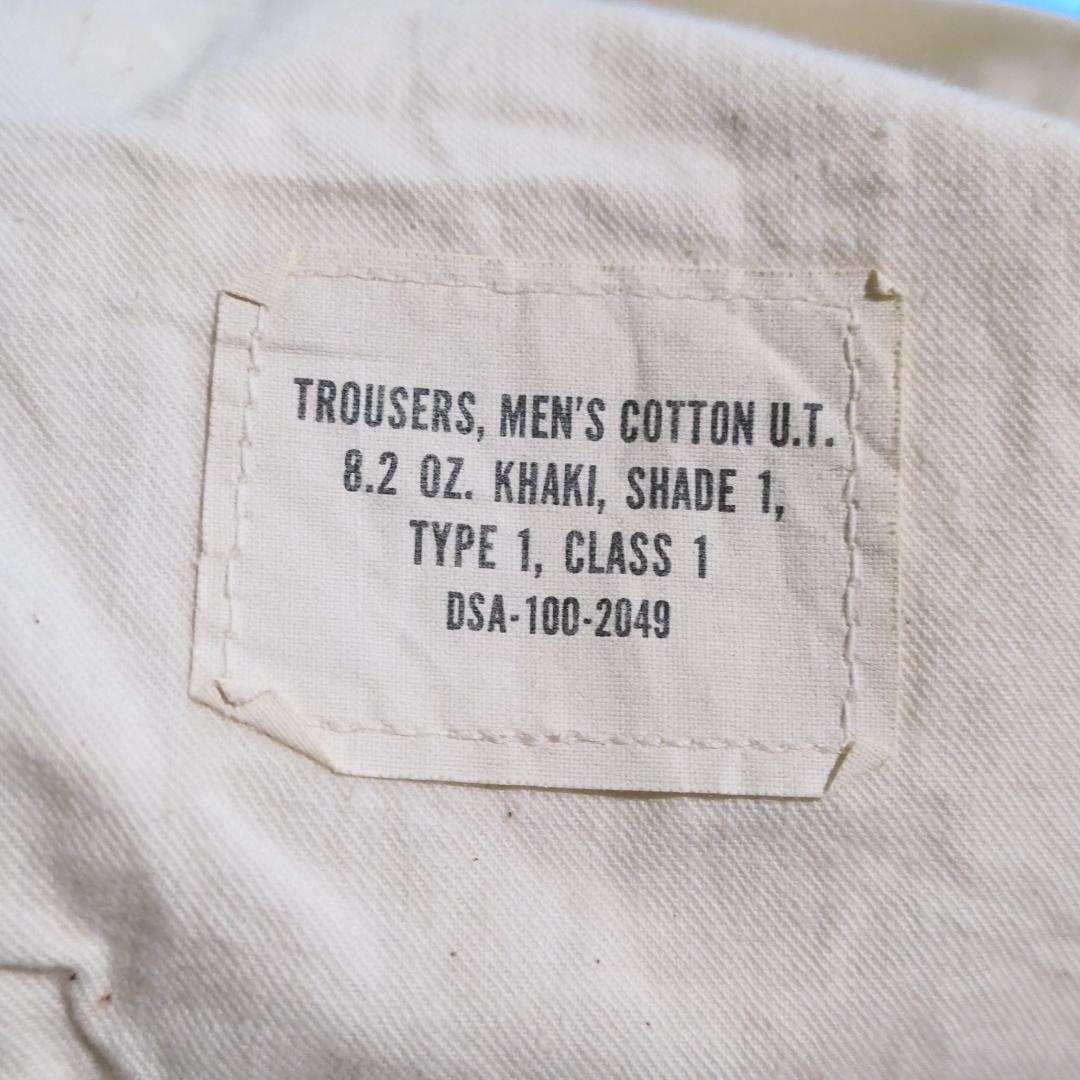 TROUSERS, MEN'S COTTON U.T.
8.2 OZ. KHAKI, SHADE 1,
TYPE 1, CLASS 1
DSA-100-2049